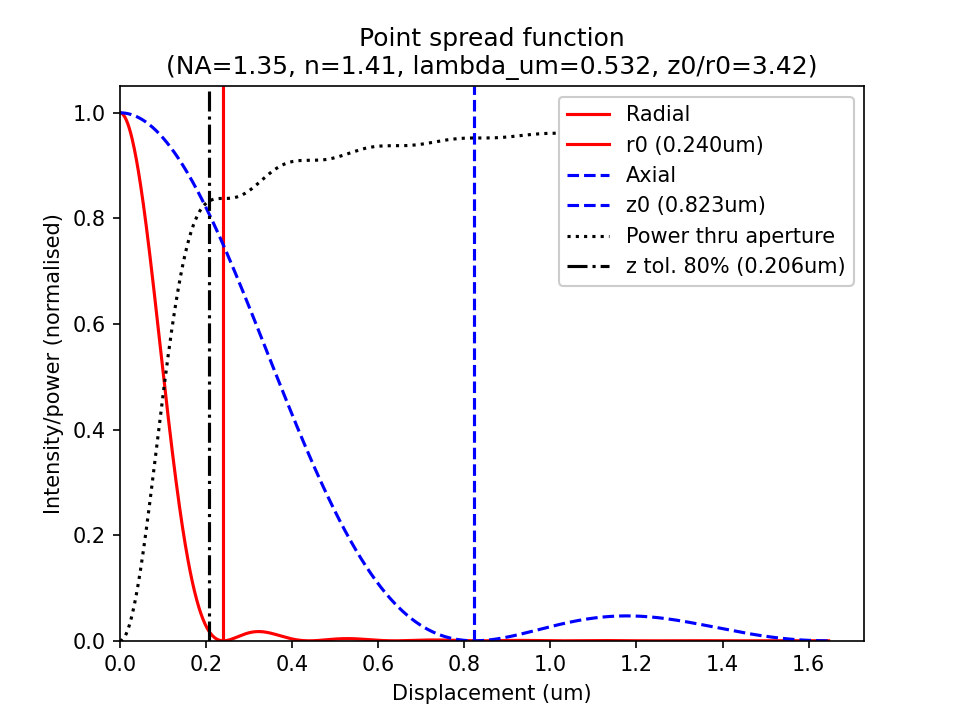 Point spread function
(NA=1.35, n=1.41, lambda_um=0.532, z0/r0=3.42)
Radial
r0 (0.240um)
Axial
z0 (0.823um)
Power thru aperture
z tol. 80% (0.206um)
Intensity/power (normalised)
1.0
0.8
0.6
0.4
0.2
0.0
0.0 0.2 0.4 0.6 0.8 1.0 1.2 1.4 1.6
Displacement (um)